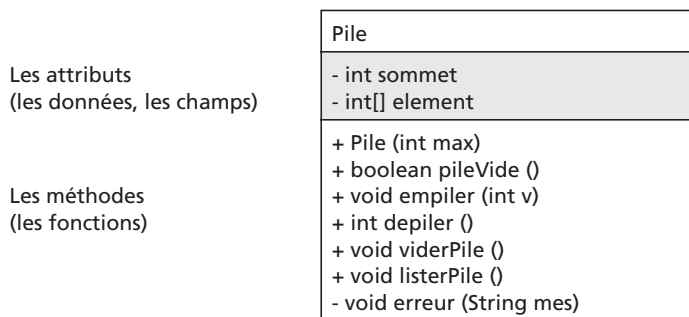 Pile
Les attributs
(les données, les champs)
- int sommet
- int[] element
Les méthodes
(les fonctions)
+ Pile (int max)
+ boolean pileVide ()
+ void empiler (int v)
+ int depiler ()
+ void viderPile ()
+ void listerPile ()
- void erreur (String mes)